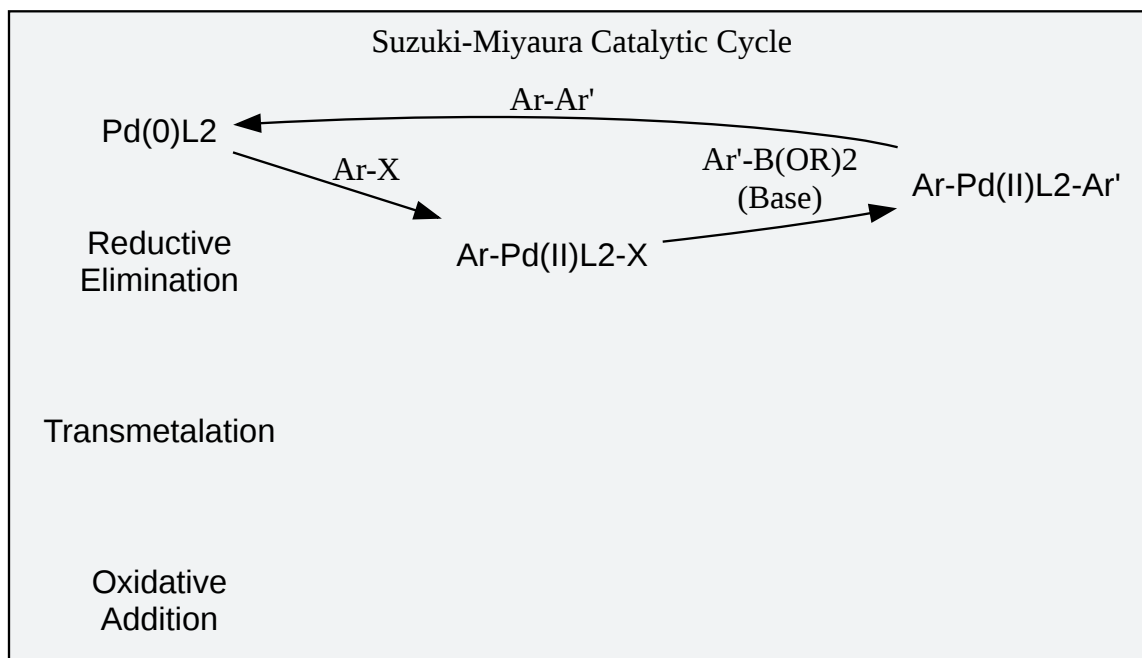 Suzuki-Miyaura Catalytic Cycle
Ar-Ar'
Pd(0)L2
Ar-X
Ar'-B(OR)2
(Base)
Ar-Pd(II)L2-Ar'
Reductive
Elimination
Ar-Pd(II)L2-X
Transmetalation
Oxidative
Addition